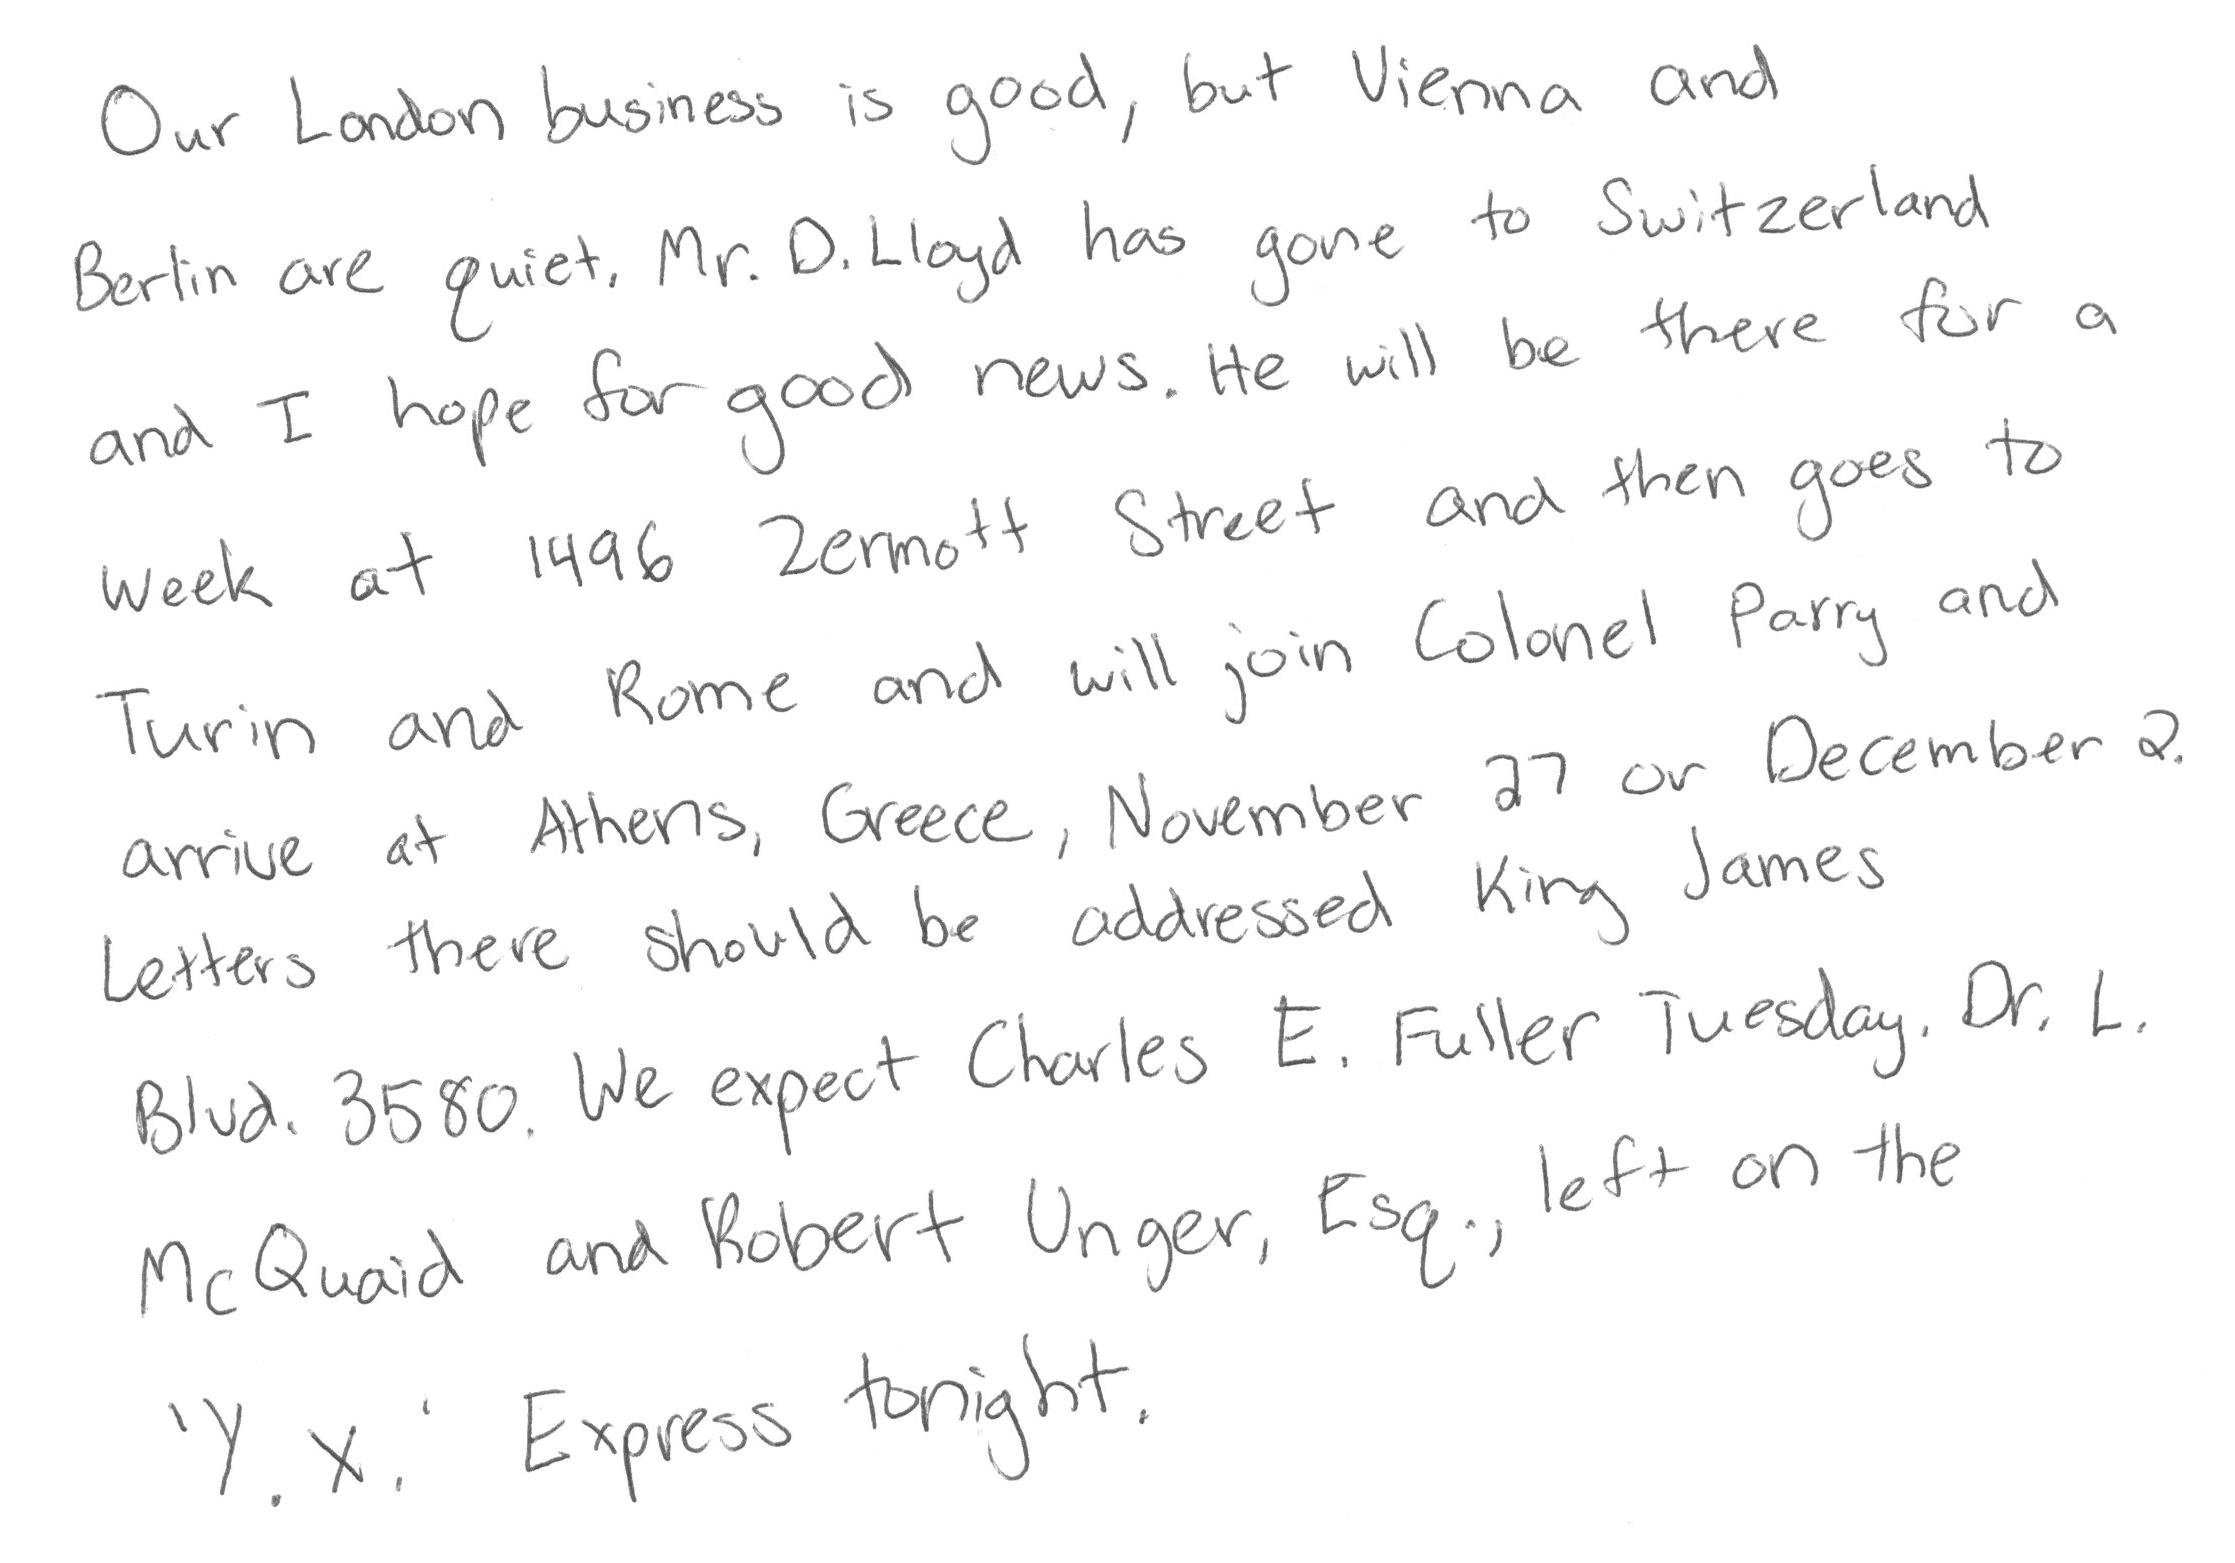 Our London business is good, but Vienna and
Berlin are quiet. Mr. D. Lloyd has gone to Switzerland
and I hope for good news. He will be there for a
week at 1496 Zermott Street and then goes to
Turin and Rome and will join Colonel Parry and
arrive at Athens, Greece, November 27 or December 2.
Letters there should be addressed King James
Blvd. 3580. We expect Charles E. Fuller Tuesday. Dr. L.
McQuaid and Robert Unger, Esq., left on the
'Y. X.' Express tonight.